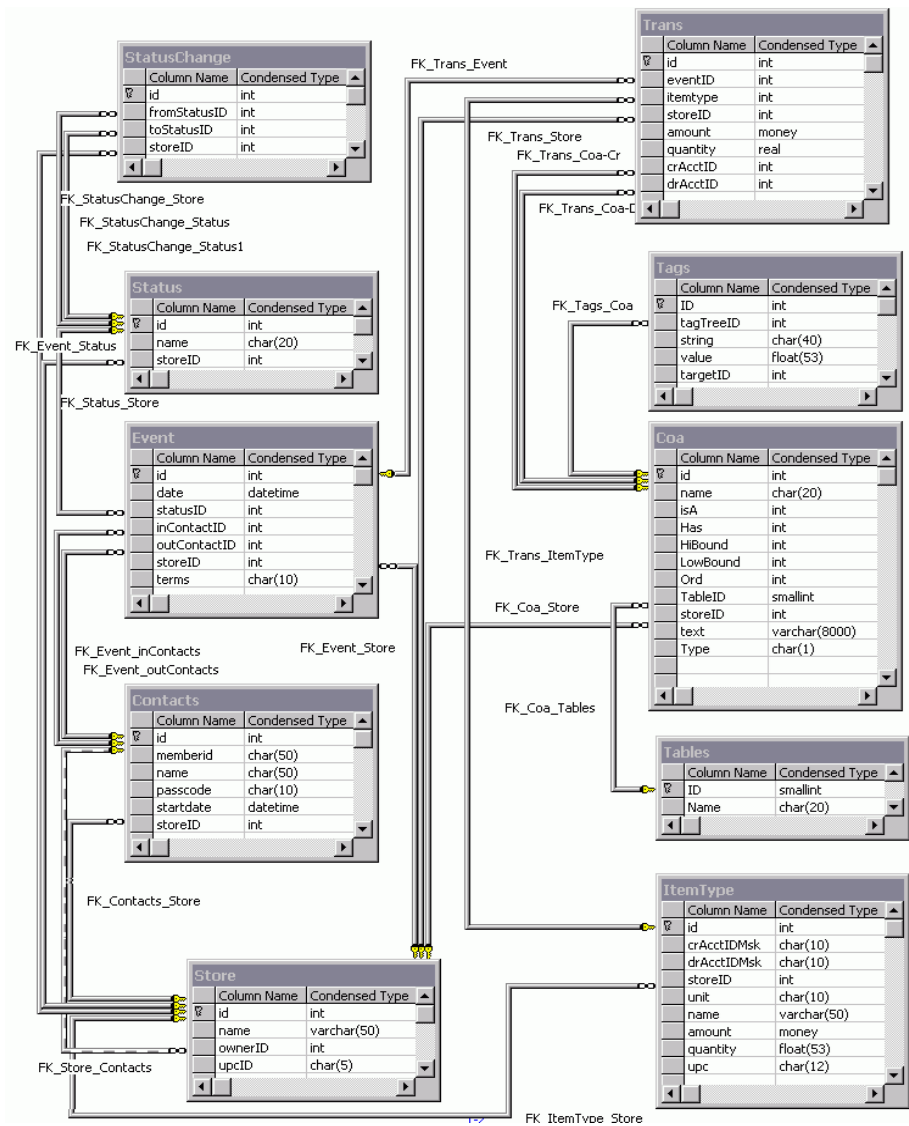 StatusChange
Column Name Condensed Type
id int
fromStatusID int
toStatusID int
storeID int
FK_StatusChange_Store
FK_StatusChange_Status
FK_StatusChange_Status1
Status
Column Name Condensed Type
id int
name char(20)
storeID int
FK_Event_Status
FK_Status_Store
Event
Column Name Condensed Type
id int
date datetime
statusID int
inContactID int
outContactID int
storeID int
terms char(10)
FK_Event_inContacts
FK_Event_outContacts
FK_Event_Store
Contacts
Column Name Condensed Type
id int
memberid char(50)
name char(50)
passcode char(10)
startdate datetime
storeID int
FK_Contacts_Store
Store
Column Name Condensed Type
id int
name varchar(50)
ownerID int
upcID char(5)
FK_Store_Contacts
FK_Trans_Event
Trans
Column Name Condensed Type
id int
eventID int
itemtype int
storeID int
amount money
quantity real
crAcctID int
drAcctID int
FK_Trans_Store
FK_Trans_Coa-Cr
FK_Trans_Coa-D
Tags
Column Name Condensed Type
ID int
tagTreeID int
string char(40)
value float(53)
targetID int
FK_Tags_Coa
Coa
Column Name Condensed Type
id int
name char(20)
isA int
Has int
HiBound int
LowBound int
Ord int
TableID smallint
storeID int
text varchar(8000)
Type char(1)
FK_Trans_ItemType
FK_Coa_Store
FK_Coa_Tables
Tables
Column Name Condensed Type
ID smallint
Name char(20)
ItemType
Column Name Condensed Type
id int
crAcctIDMsk char(10)
drAcctIDMsk char(10)
storeID int
unit char(10)
name varchar(50)
amount money
quantity float(53)
upc char(12)
FK_ItemType_Store